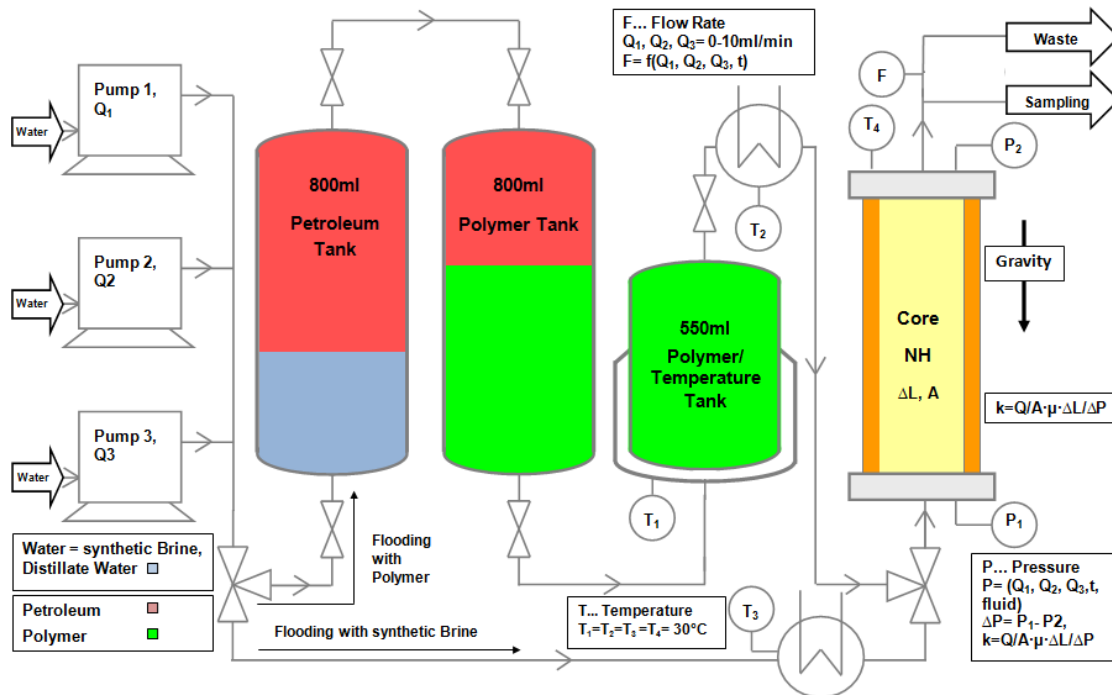 F... Flow Rate
Q₁, Q₂, Q₃= 0-10ml/min
F= f(Q₁, Q₂, Q₃, t)
Waste
Sampling
F
T₄
P₂
Pump 1,
Q₁
Water
800ml
Petroleum
Tank
800ml
Polymer Tank
T₂
Pump 2,
Q2
Water
Gravity
550ml
Polymer/
Temperature
Tank
Core
NH
ΔL, A
k=Q/A·μ·ΔL/ΔP
Pump 3,
Q3
Water
T₁
P₁
Water = synthetic Brine,
Distillate Water
Flooding
with
Polymer
Petroleum
Polymer
Flooding with synthetic Brine
T... Temperature
T₁=T₂=T₃ =T₄= 30°C
T₃
P... Pressure
P= (Q₁, Q₂, Q₃,t,
fluid)
ΔP= P₁- P2,
k=Q/A·μ·ΔL/ΔP